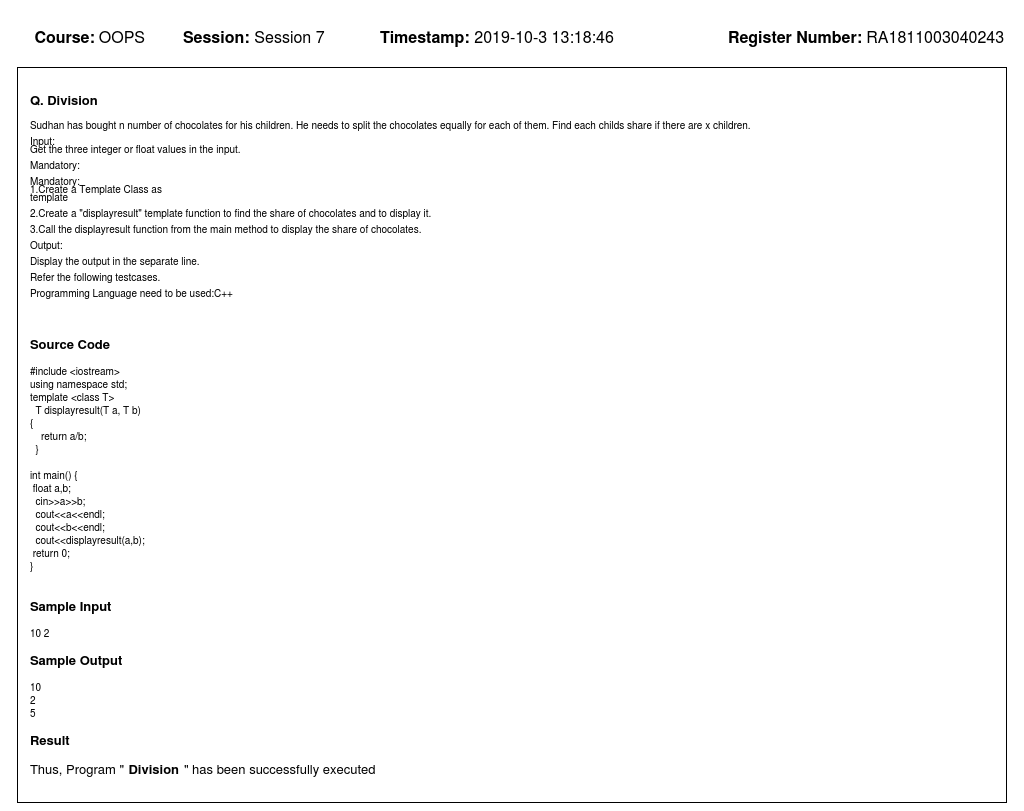 Course: OOPS Session: Session 7 Timestamp: 2019-10-3 13:18:46 Register Number: RA1811003040243
Q. Division
Sudhan has bought n number of chocolates for his children. He needs to split the chocolates equally for each of them. Find each childs share if there are x children.
Input:
Get the three integer or float values in the input.
Mandatory:
Mandatory:
1.Create a Template Class as
template
2.Create a "displayresult" template function to find the share of chocolates and to display it.
3.Call the displayresult function from the main method to display the share of chocolates.
Output:
Display the output in the separate line.
Refer the following testcases.
Programming Language need to be used:C++
Source Code
#include <iostream>
using namespace std;
template <class T>
T displayresult(T a, T b)
{
return a/b;
}
int main() {
float a,b;
cin>>a>>b;
cout<<a<<endl;
cout<<b<<endl;
cout<<displayresult(a,b);
return 0;
}
Sample Input
10 2
Sample Output
10
2
5
Result
Thus, Program " Division " has been successfully executed